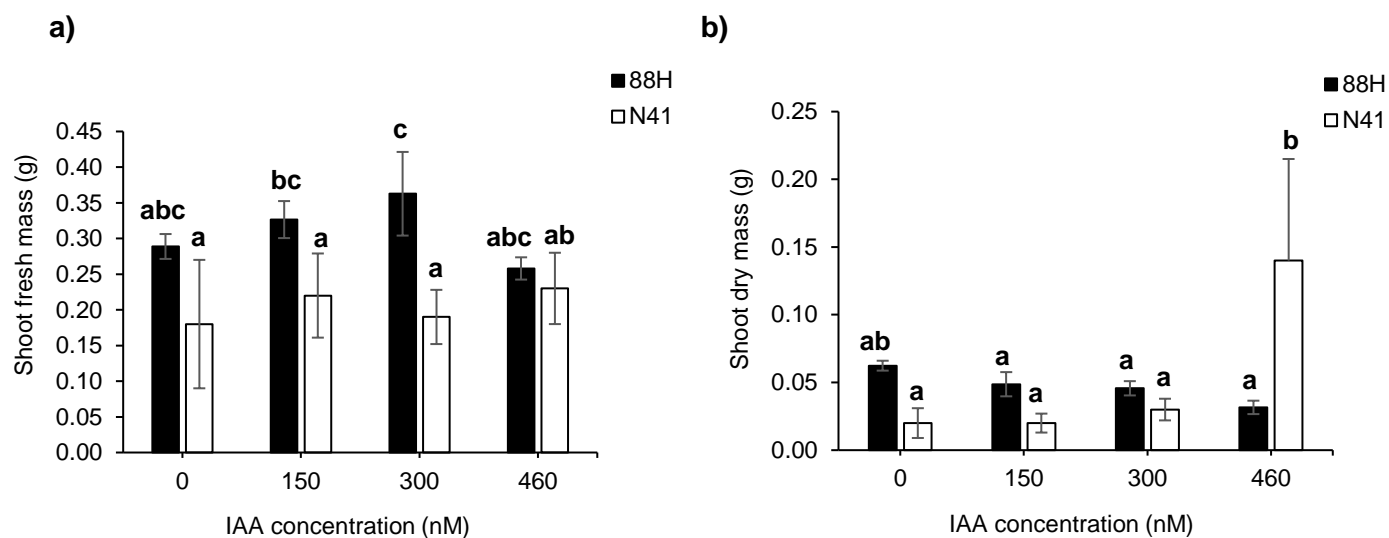 a)
88H
N41
Shoot fresh mass (g)
0.45
0.40
0.35
0.30
0.25
0.20
0.15
0.10
0.05
0.00
abc
a
bc
a
c
a
abc
ab
0
150
300
460
IAA concentration (nM)
b)
88H
N41
Shoot dry mass (g)
0.25
0.20
0.15
0.10
0.05
0.00
ab
a
a
a
a
a
a
b
0
150
300
460
IAA concentration (nM)